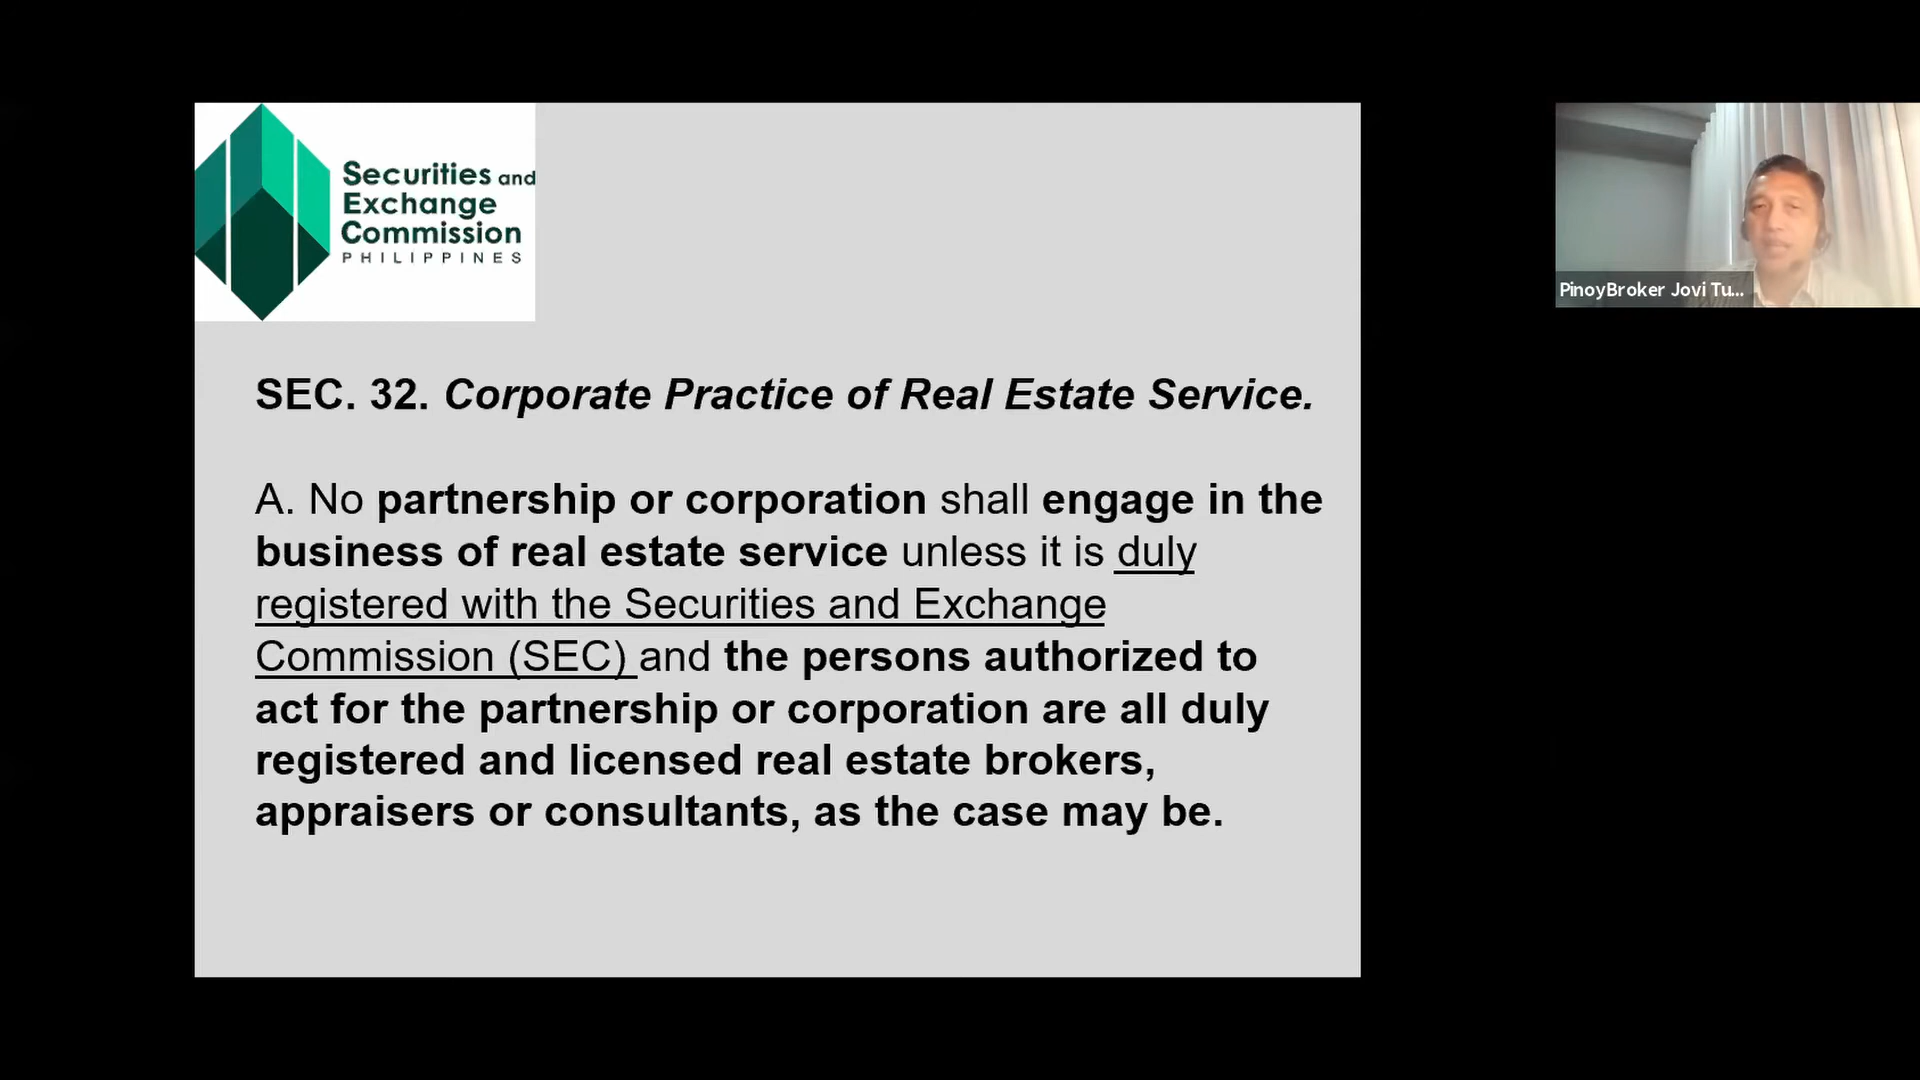 Securities and
Exchange
Commission
PHILIPPINES
PinoyBroker Jovi Tu...
SEC. 32. Corporate Practice of Real Estate Service.
A. No partnership or corporation shall engage in the
business of real estate service unless it is duly
registered with the Securities and Exchange
Commission (SEC) and the persons authorized to
act for the partnership or corporation are all duly
registered and licensed real estate brokers,
appraisers or consultants, as the case may be.